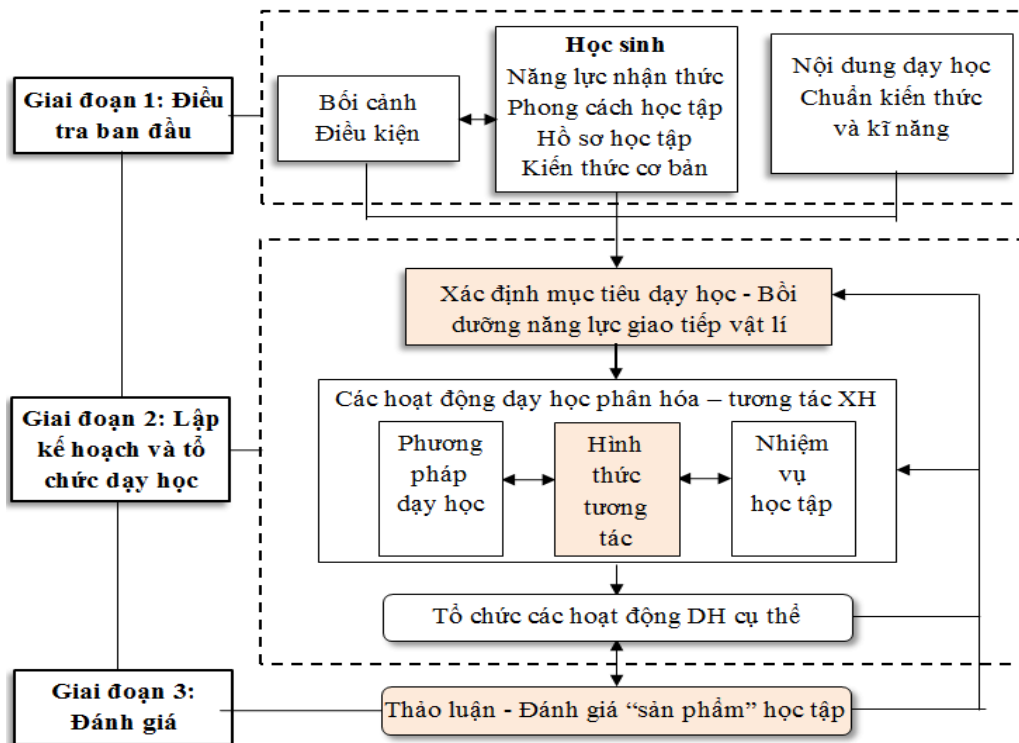 Giai đoạn 1: Điều
tra ban đầu
Bối cảnh
Điều kiện
Học sinh
Năng lực nhận thức
Phong cách học tập
Hồ sơ học tập
Kiến thức cơ bản
Nội dung dạy học
Chuẩn kiến thức
và kĩ năng
Xác định mục tiêu dạy học - Bồi
dưỡng năng lực giao tiếp vật lí
Giai đoạn 2: Lập
kế hoạch và tổ
chức dạy học
Các hoạt động dạy học phân hóa – tương tác XH
Phương
pháp
dạy học
Hình
thức
tương
tác
Nhiệm
vụ
học tập
Tổ chức các hoạt động DH cụ thể
Giai đoạn 3:
Đánh giá
Thảo luận - Đánh giá “sản phẩm” học tập